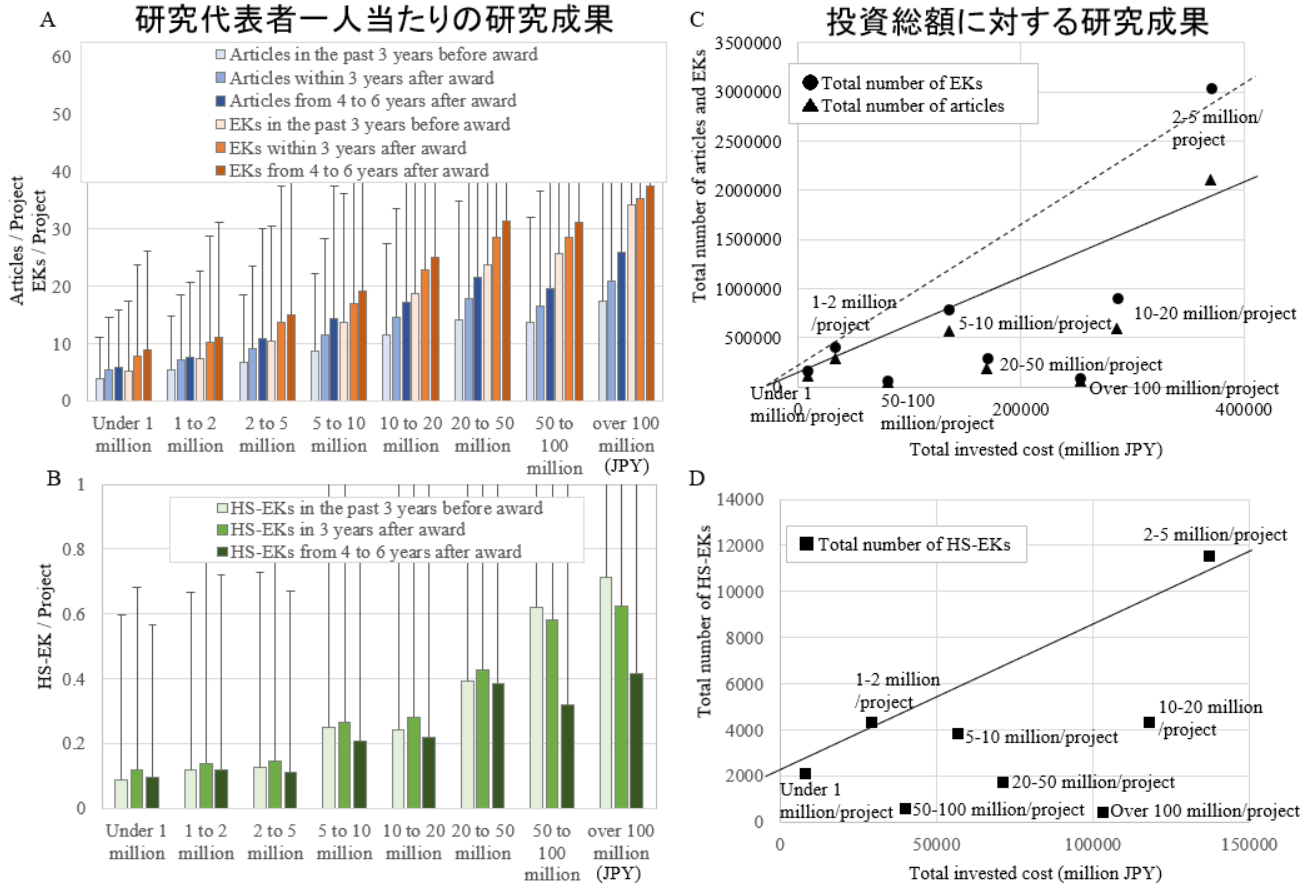 A
研究代表者一人当たりの研究成果
60
50
40
30
20
10
0
Articles / Project
EKs / Project
Articles in the past 3 years before award
Articles within 3 years after award
Articles from 4 to 6 years after award
EKs in the past 3 years before award
EKs within 3 years after award
EKs from 4 to 6 years after award
Under 1
million
1 to 2
million
2 to 5
million
5 to 10
million
10 to 20
million
20 to 50
million
50 to
100
million
over 100
million
(JPY)
B
1
0.8
0.6
0.4
0.2
0
HS-EK / Project
HS-EKs in the past 3 years before award
HS-EKs in 3 years after award
HS-EKs from 4 to 6 years after award
Under 1
million
1 to 2
million
2 to 5
million
5 to 10
million
10 to 20
million
20 to 50
million
50 to
100
million
over 100
million
(JPY)
C
投資総額に対する研究成果
3500000
3000000
2500000
2000000
1500000
1000000
500000
0
Total number of articles and EKs
Total number of EKs
Total number of articles
2-5 million/
project
1-2 million
/project
5-10 million/project
10-20 million/project
20-50 million/project
Under 1
million/project
50-100
million/project
Over 100 million/project
0
200000
400000
Total invested cost (million JPY)
D
14000
12000
10000
8000
6000
4000
2000
0
Total number of HS-EKs
Total number of HS-EKs
2-5 million/project
1-2 million
/project
10-20 million
/project
5-10 million/project
20-50 million/project
Under 1
million/project
50-100 million/project
Over 100 million/project
0
50000
100000
150000
Total invested cost (million JPY)